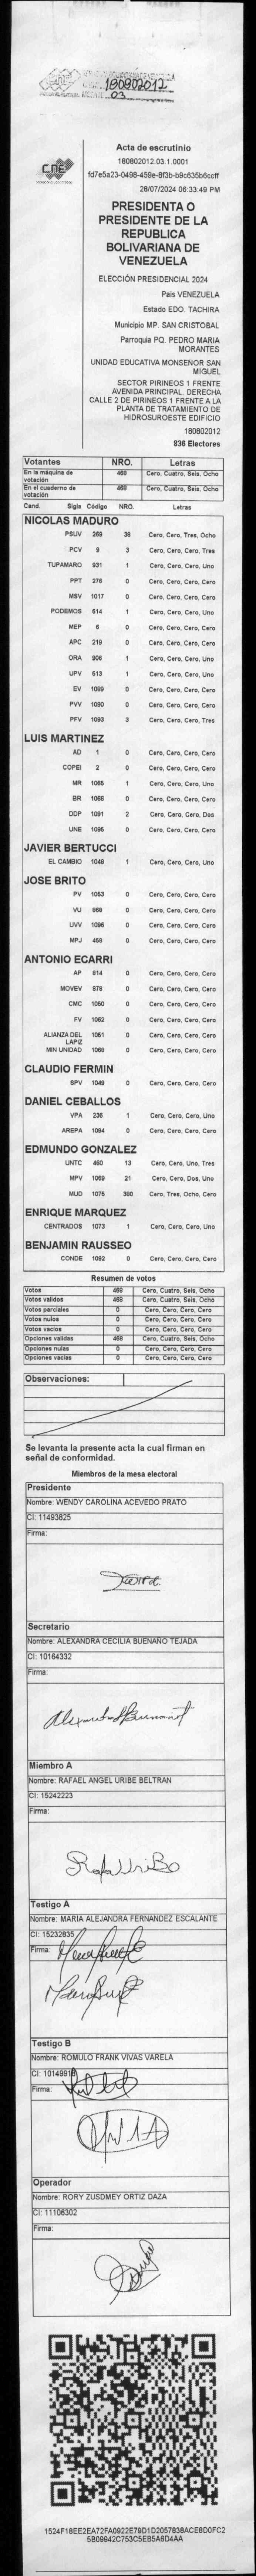 180802012
03
CNE
Acta de escrutinio
180802012.03.1.0001
fd7e5a23-0498-459e-8f3b-b9c635b6ccff
28/07/2024 06:33:49 PM
PRESIDENTA O
PRESIDENTE DE LA
REPUBLICA
BOLIVARIANA DE
VENEZUELA
ELECCIÓN PRESIDENCIAL 2024
Pais VENEZUELA
Estado EDO. TACHIRA
Municipio MP. SAN CRISTOBAL
Parroquia PQ. PEDRO MARIA
MORANTES
UNIDAD EDUCATIVA MONSEÑOR SAN
MIGUEL
SECTOR PIRINEOS 1 FRENTE
AVENIDA PRINCIPAL. DERECHA
CALLE 2 DE PIRINEOS 1 FRENTE A LA
PLANTA DE TRATAMIENTO DE
HIDROSUROESTE EDIFICIO
180802012
836 Electores
Votantes NRO. Letras
En la máquina de votación 468 Cero, Cuatro, Seis, Ocho
En el cuaderno de votación 468 Cero, Cuatro, Seis, Ocho
Cand. Sigla Código NRO. Letras
NICOLAS MADURO
PSUV 269 38 Cero, Cero, Tres, Ocho
PCV 9 3 Cero, Cero, Cero, Tres
TUPAMARO 931 1 Cero, Cero, Cero, Uno
PPT 276 0 Cero, Cero, Cero, Cero
MSV 1017 0 Cero, Cero, Cero, Cero
PODEMOS 514 1 Cero, Cero, Cero, Uno
MEP 6 0 Cero, Cero, Cero, Cero
APC 219 0 Cero, Cero, Cero, Cero
ORA 906 1 Cero, Cero, Cero, Uno
UPV 513 1 Cero, Cero, Cero, Uno
EV 1089 0 Cero, Cero, Cero, Cero
PVV 1090 0 Cero, Cero, Cero, Cero
PFV 1093 3 Cero, Cero, Cero, Tres
LUIS MARTINEZ
AD 1 0 Cero, Cero, Cero, Cero
COPEI 2 0 Cero, Cero, Cero, Cero
MR 1065 1 Cero, Cero, Cero, Uno
BR 1066 0 Cero, Cero, Cero, Cero
DDP 1091 2 Cero, Cero, Cero, Dos
UNE 1095 0 Cero, Cero, Cero, Cero
JAVIER BERTUCCI
EL CAMBIO 1048 1 Cero, Cero, Cero, Uno
JOSE BRITO
PV 1053 0 Cero, Cero, Cero, Cero
VU 969 0 Cero, Cero, Cero, Cero
UVV 1096 0 Cero, Cero, Cero, Cero
MPJ 458 0 Cero, Cero, Cero, Cero
ANTONIO ECARRI
AP 814 0 Cero, Cero, Cero, Cero
MOVEV 878 0 Cero, Cero, Cero, Cero
CMC 1050 0 Cero, Cero, Cero, Cero
FV 1062 0 Cero, Cero, Cero, Cero
ALIANZA DEL LAPIZ 1051 0 Cero, Cero, Cero, Cero
MIN UNIDAD 1068 0 Cero, Cero, Cero, Cero
CLAUDIO FERMIN
SPV 1049 0 Cero, Cero, Cero, Cero
DANIEL CEBALLOS
VPA 236 1 Cero, Cero, Cero, Uno
AREPA 1094 0 Cero, Cero, Cero, Cero
EDMUNDO GONZALEZ
UNTC 460 13 Cero, Cero, Uno, Tres
MPV 1069 21 Cero, Cero, Dos, Uno
MUD 1075 380 Cero, Tres, Ocho, Cero
ENRIQUE MARQUEZ
CENTRADOS 1073 1 Cero, Cero, Cero, Uno
BENJAMIN RAUSSEO
CONDE 1092 0 Cero, Cero, Cero, Cero
Resumen de votos
Votos 468 Cero, Cuatro, Seis, Ocho
Votos validos 468 Cero, Cuatro, Seis, Ocho
Votos parciales 0 Cero, Cero, Cero, Cero
Votos nulos 0 Cero, Cero, Cero, Cero
Votos vacios 0 Cero, Cero, Cero, Cero
Opciones validas 468 Cero, Cuatro, Seis, Ocho
Opciones nulas 0 Cero, Cero, Cero, Cero
Opciones vacias 0 Cero, Cero, Cero, Cero
Observaciones:
Se levanta la presente acta la cual firman en
señal de conformidad.
Miembros de la mesa electoral
Presidente
Nombre: WENDY CAROLINA ACEVEDO PRATO
CI: 11493825
Firma:
Secretario
Nombre: ALEXANDRA CECILIA BUENAÑO TEJADA
CI: 10164332
Firma:
Miembro A
Nombre: RAFAEL ANGEL URIBE BELTRAN
CI: 15242223
Firma:
Rafa Uribo
Testigo A
Nombre: MARIA ALEJANDRA FERNANDEZ ESCALANTE
CI: 15232835
Firma:
Testigo B
Nombre: ROMULO FRANK VIVAS VARELA
CI: 10149918
Firma:
Operador
Nombre: RORY ZUSDMEY ORTIZ DAZA
CI: 11106302
Firma:
1524F18EE2EA72FA0922E79D1D2057838ACE8D0FC2
5B09942C753C5EB5A6D4AA